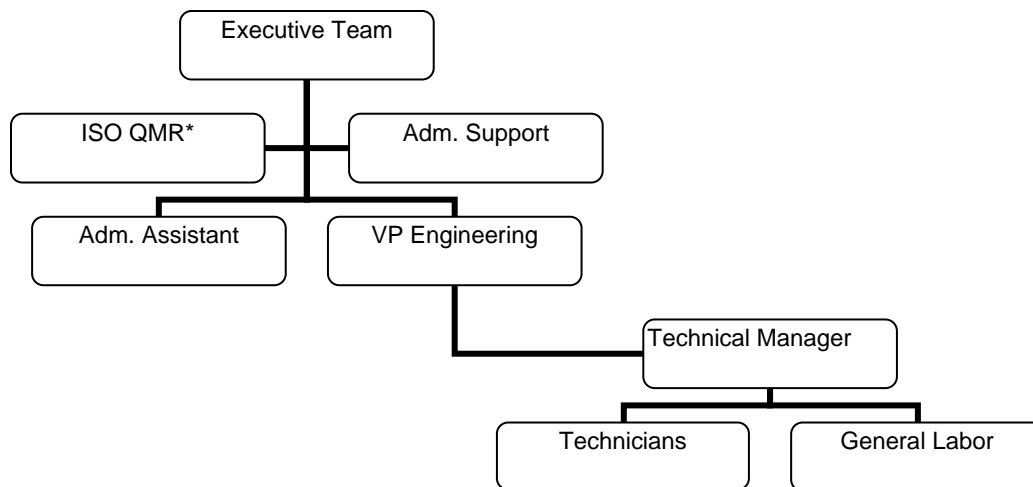 Executive Team
ISO QMR*
Adm. Support
Adm. Assistant
VP Engineering
Technical Manager
Technicians
General Labor